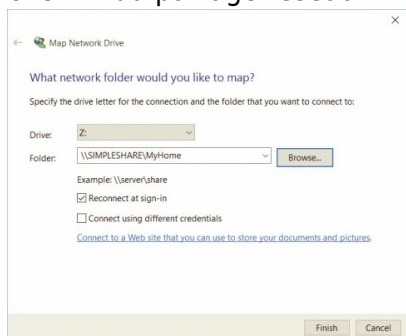 Map Network Drive
What network folder would you like to map?
Specify the drive letter for the connection and the folder that you want to connect to:
Drive: Z:
Folder: \\SIMPLESHARE\MyHome Browse...
Example: \\server\share
Reconnect at sign-in
Connect using different credentials
Connect to a Web site that you can use to store your documents and pictures.
Finish Cancel